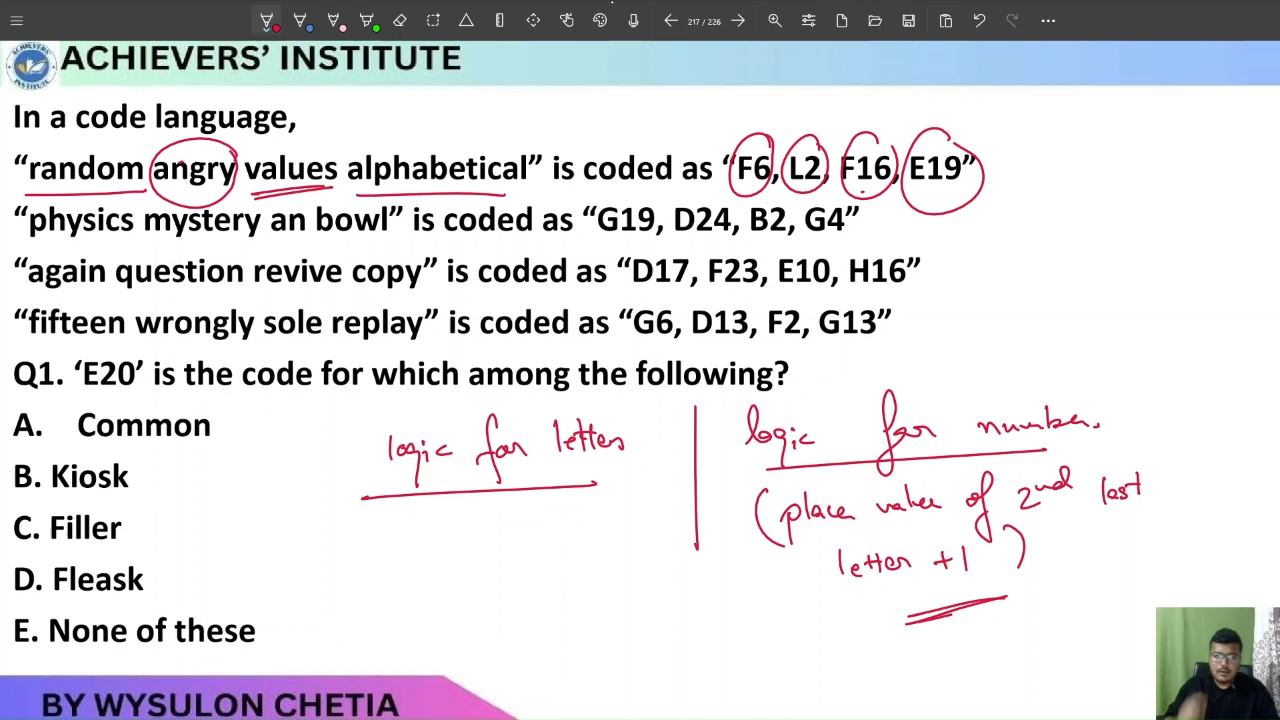 217 / 226
ACHIEVERS' INSTITUTE
In a code language,
“random angry values alphabetical” is coded as “F6, L2, F16, E19”
“physics mystery an bowl” is coded as “G19, D24, B2, G4”
“again question revive copy” is coded as “D17, F23, E10, H16”
“fifteen wrongly sole replay” is coded as “G6, D13, F2, G13”
Q1. ‘E20’ is the code for which among the following?
A. Common
B. Kiosk
C. Filler
D. Fleask
E. None of these
logic for letters
logic for number.
(place value of 2nd last
letter +1)
BY WYSULON CHETIA